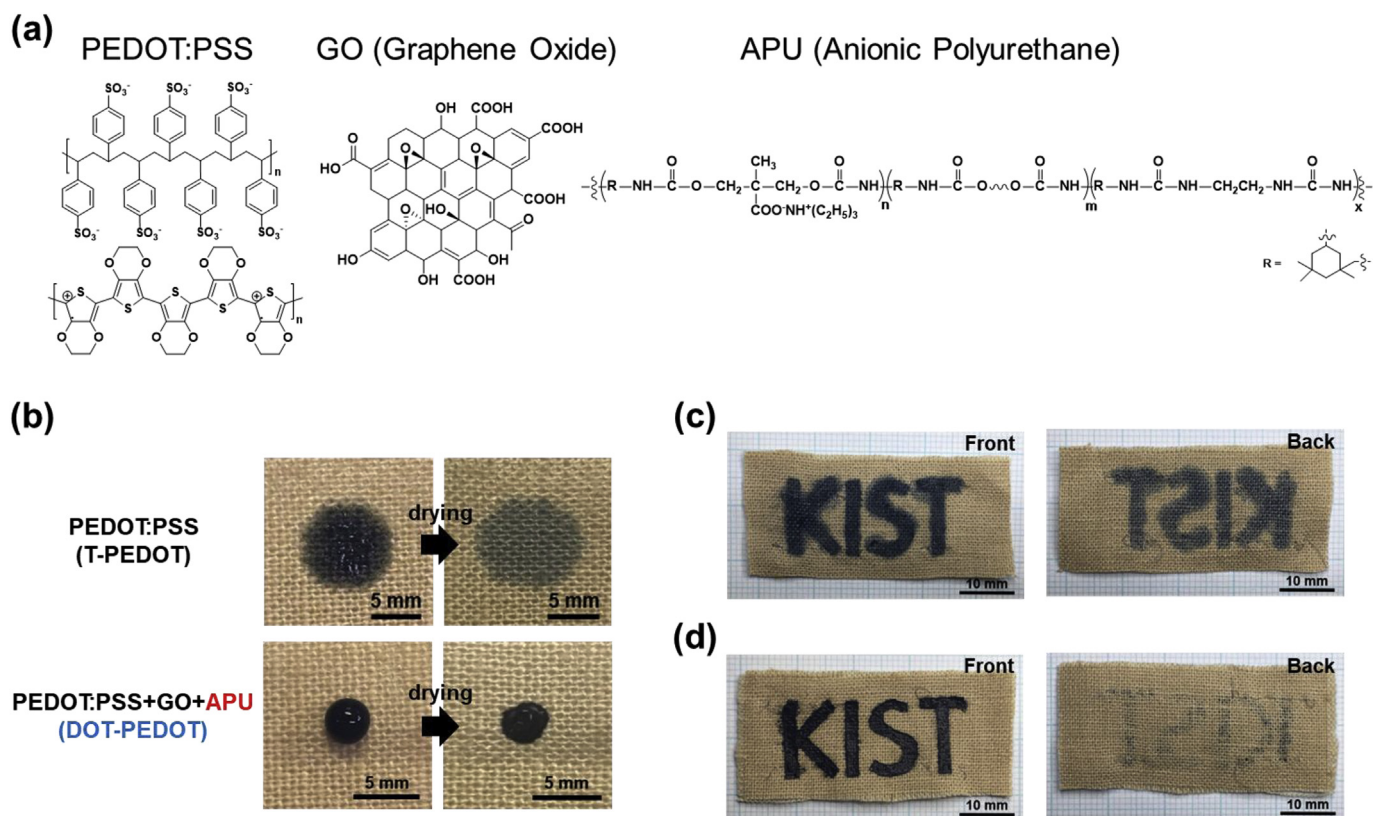 (a)
PEDOT:PSS
GO (Graphene Oxide)
APU (Anionic Polyurethane)
SO₃⁻ SO₃⁻ SO₃⁻
n
SO₃⁻ SO₃⁻ SO₃⁻ SO₃⁻
O O O O
S S S S S
O O O O O O
n
OH COOH
O COOH
HO O O
COOH
O HO
O
HO OH
OH COOH
O CH₃ O O O O O
R—NH—C—O—CH₂—C—CH₂O—C—NH R—NH—C—O O—C—NH R—NH—C—NH—CH₂—CH₂—NH—C—NH
n m x
COO⁻NH⁺(C₂H₅)₃
R =
(b)
PEDOT:PSS
(T-PEDOT)
drying
5 mm
5 mm
PEDOT:PSS+GO+APU
(DOT-PEDOT)
drying
5 mm
5 mm
(c)
Front
KIST
10 mm
Back
KIST
10 mm
(d)
Front
KIST
10 mm
Back
10 mm